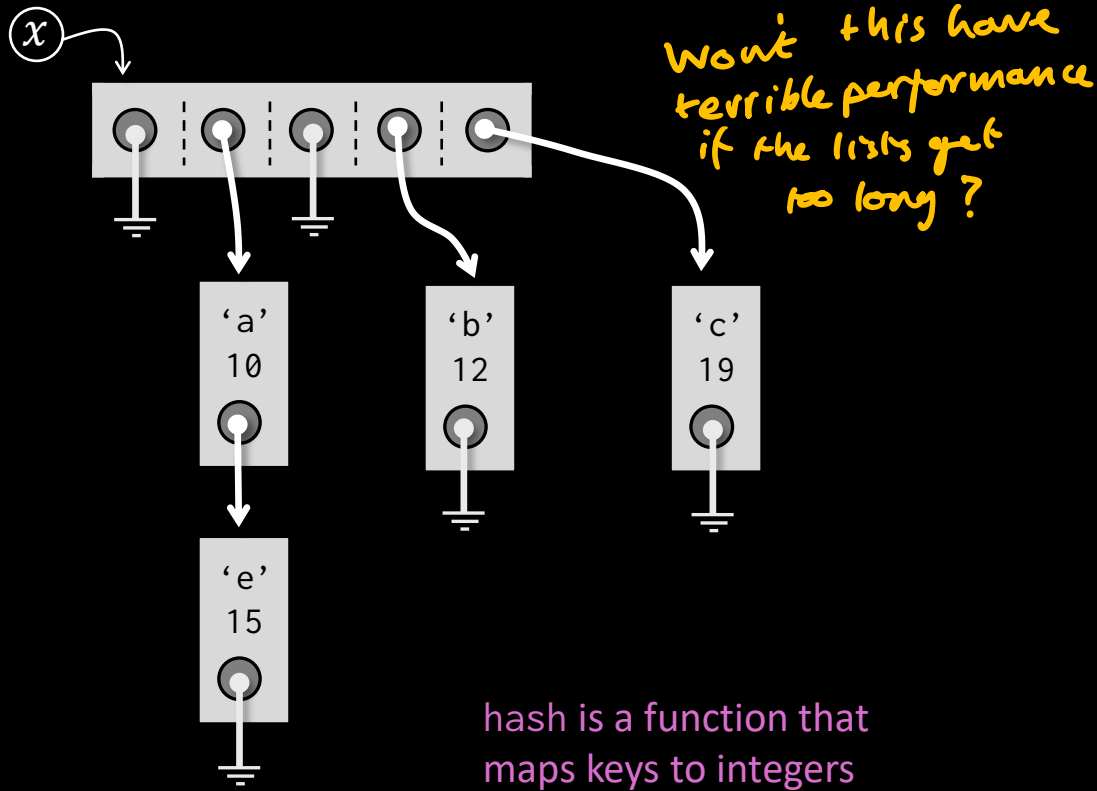 x
Won't this have
terrible performance
if the lists get
too long ?
‘a’
10
‘b’
12
‘c’
19
‘e’
15
hash is a function that
maps keys to integers